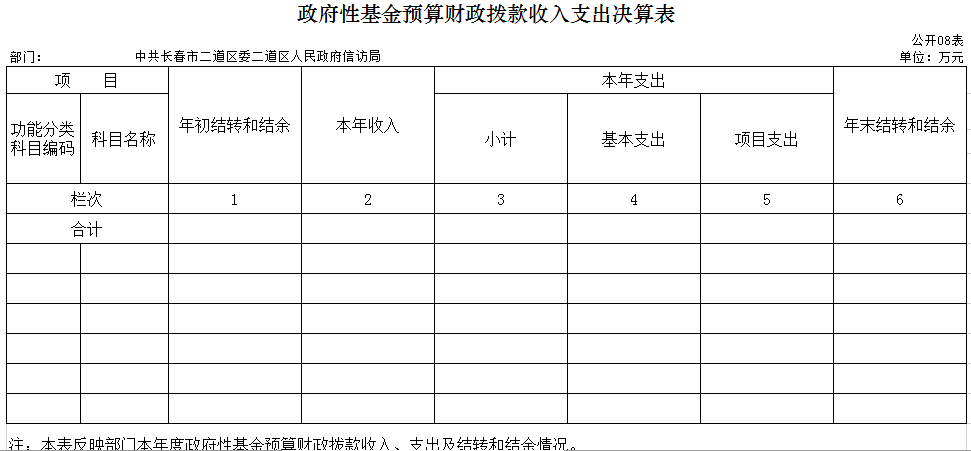 政府性基金预算财政拨款收入支出决算表
公开08表
部门： 中共长春市二道区委二道区人民政府信访局 单位：万元
项 目 年初结转和结余 本年收入 本年支出 年末结转和结余
功能分类科目编码 科目名称 小计 基本支出 项目支出
栏次 1 2 3 4 5 6
合计
注：本表反映部门本年度政府性基金预算财政拨款收入、支出及结转和结余情况。